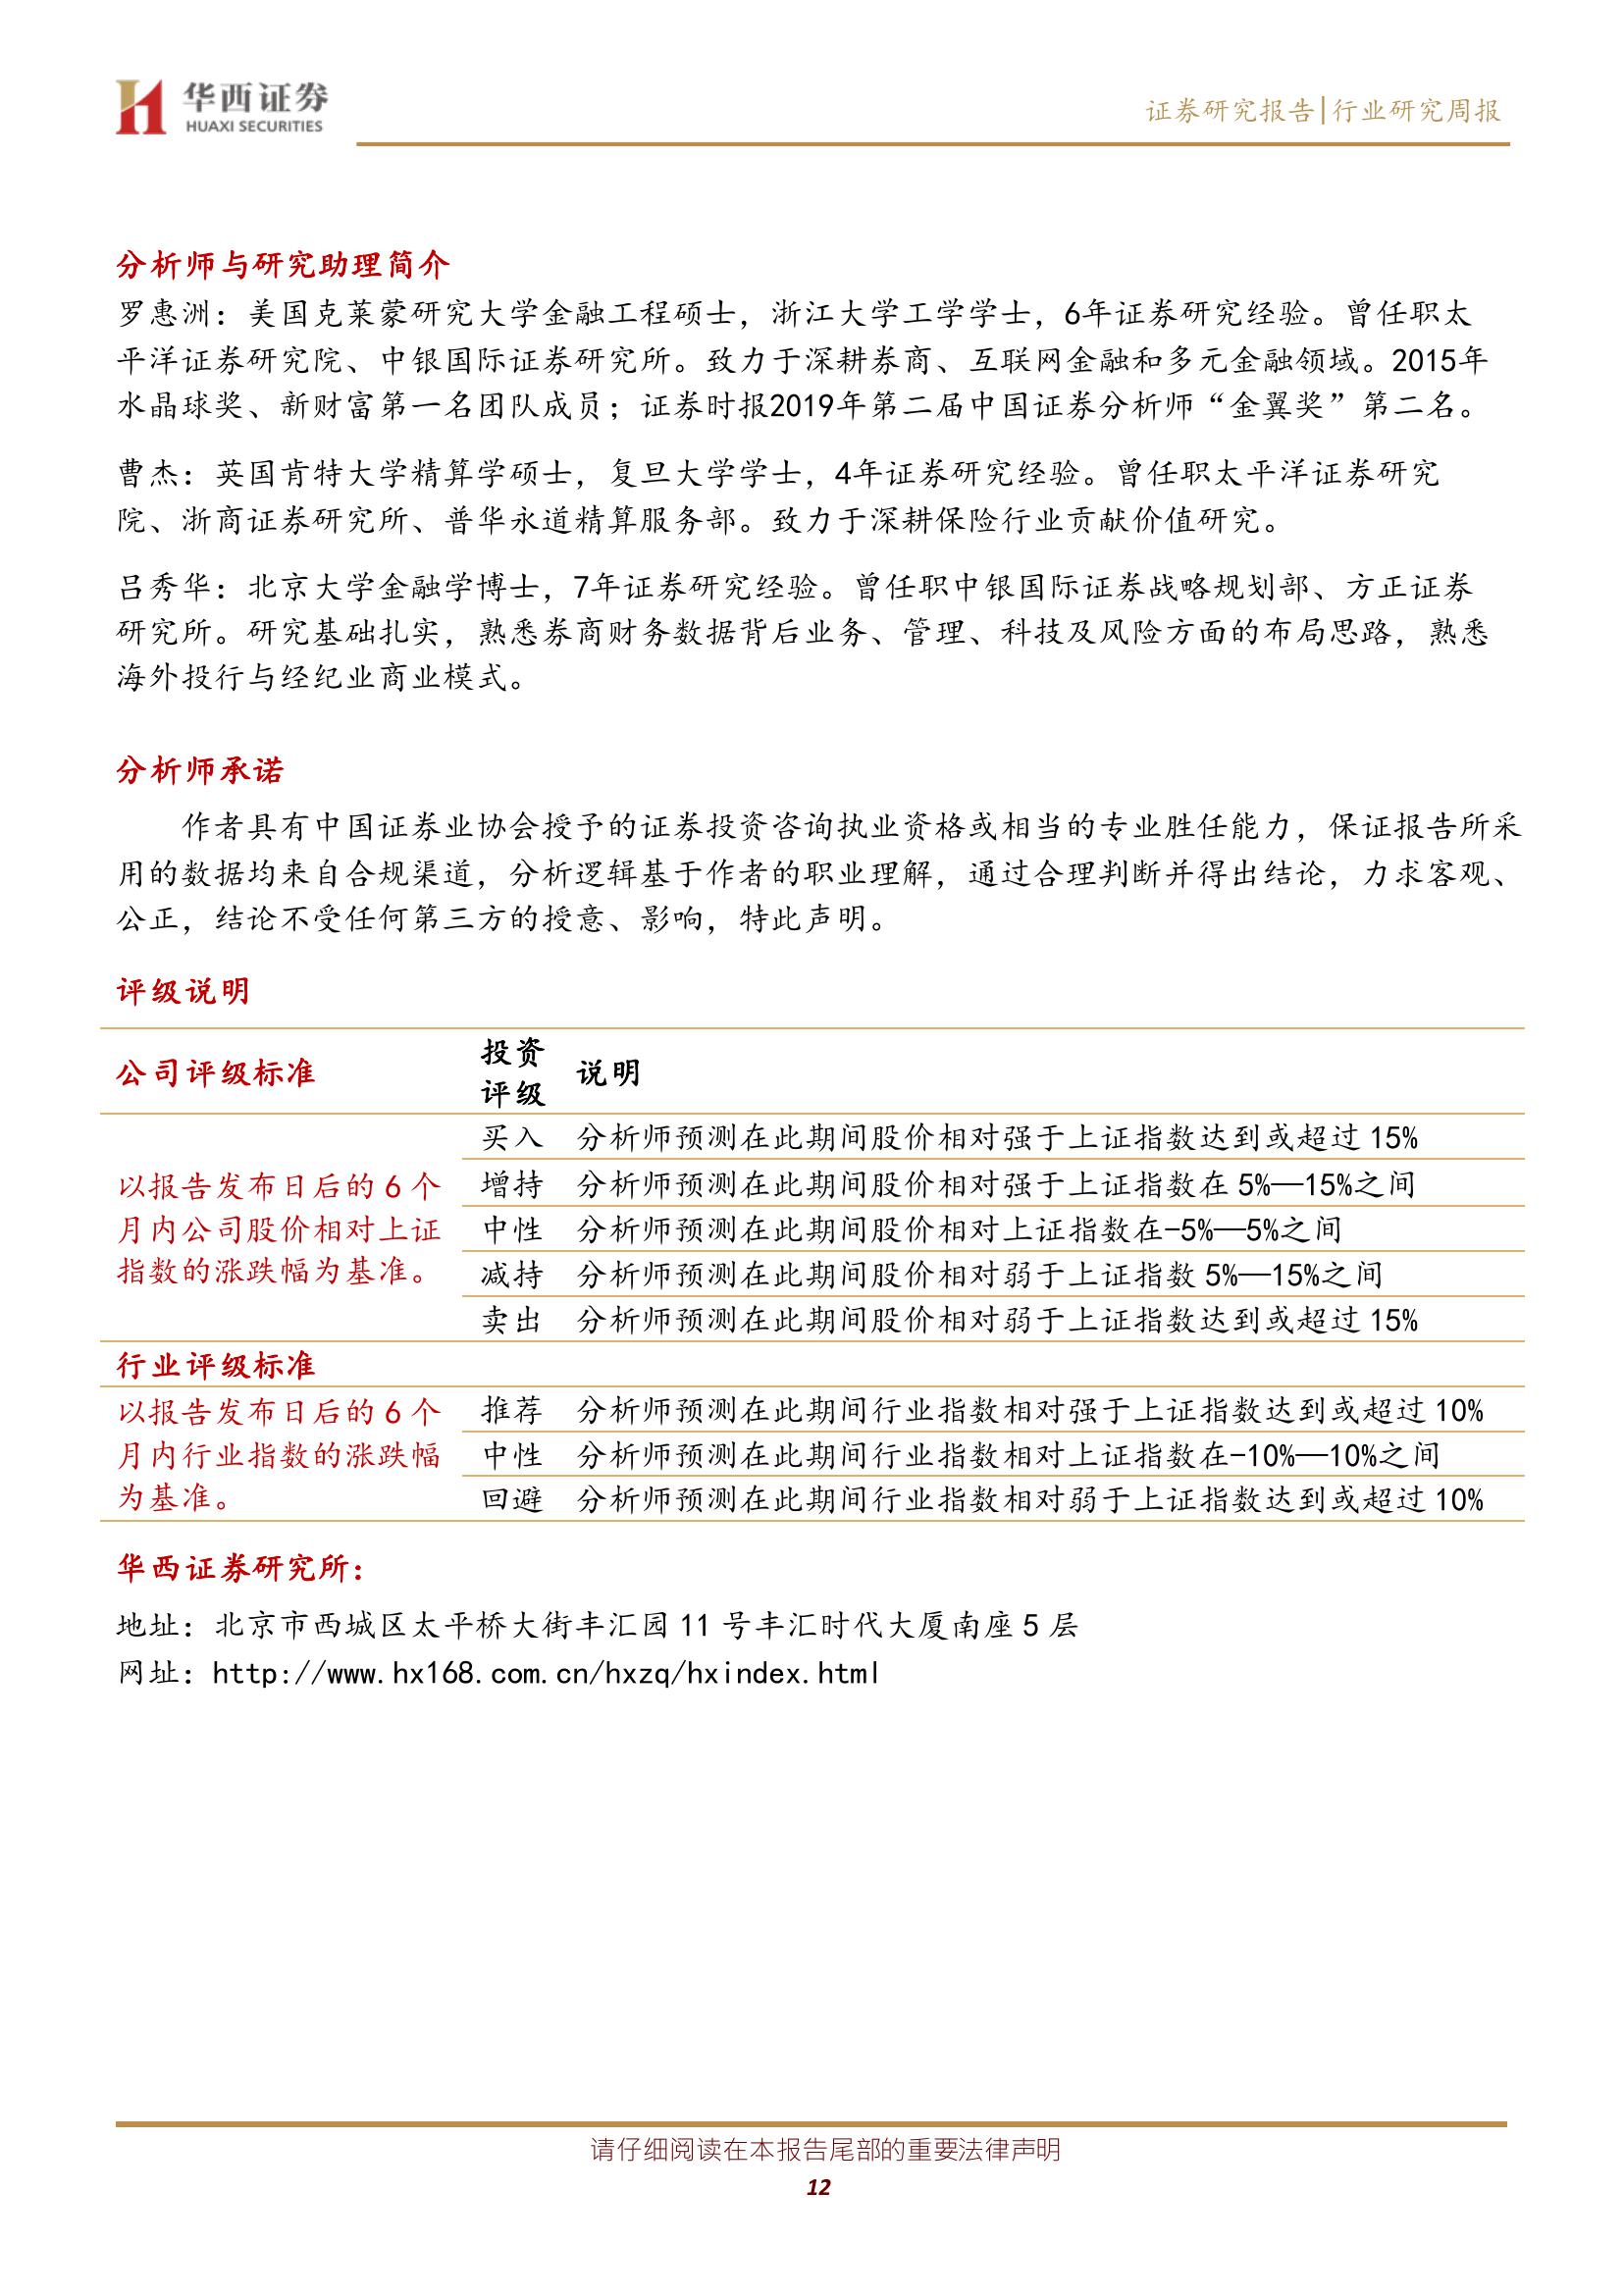 华西证券
HUAXI SECURITIES
证券研究报告|行业研究周报
分析师与研究助理简介
罗惠洲：美国克莱蒙研究大学金融工程硕士，浙江大学工学学士，6年证券研究经验。曾任职太
平洋证券研究院、中银国际证券研究所。致力于深耕券商、互联网金融和多元金融领域。2015年
水晶球奖、新财富第一名团队成员；证券时报2019年第二届中国证券分析师“金翼奖”第二名。
曹杰：英国肯特大学精算学硕士，复旦大学学士，4年证券研究经验。曾任职太平洋证券研究
院、浙商证券研究所、普华永道精算服务部。致力于深耕保险行业贡献价值研究。
吕秀华：北京大学金融学博士，7年证券研究经验。曾任职中银国际证券战略规划部、方正证券
研究所。研究基础扎实，熟悉券商财务数据背后业务、管理、科技及风险方面的布局思路，熟悉
海外投行与经纪业商业模式。
分析师承诺
作者具有中国证券业协会授予的证券投资咨询执业资格或相当的专业胜任能力，保证报告所采
用的数据均来自合规渠道，分析逻辑基于作者的职业理解，通过合理判断并得出结论，力求客观、
公正，结论不受任何第三方的授意、影响，特此声明。
评级说明
公司评级标准
投资
评级
说明
以报告发布日后的 6 个
月内公司股价相对上证
指数的涨跌幅为基准。
买入 分析师预测在此期间股价相对强于上证指数达到或超过 15%
增持 分析师预测在此期间股价相对强于上证指数在 5%—15%之间
中性 分析师预测在此期间股价相对上证指数在-5%—5%之间
减持 分析师预测在此期间股价相对弱于上证指数 5%—15%之间
卖出 分析师预测在此期间股价相对弱于上证指数达到或超过 15%
行业评级标准
以报告发布日后的 6 个
月内行业指数的涨跌幅
为基准。
推荐 分析师预测在此期间行业指数相对强于上证指数达到或超过 10%
中性 分析师预测在此期间行业指数相对上证指数在-10%—10%之间
回避 分析师预测在此期间行业指数相对弱于上证指数达到或超过 10%
华西证券研究所：
地址：北京市西城区太平桥大街丰汇园 11 号丰汇时代大厦南座 5 层
网址：http://www.hx168.com.cn/hxzq/hxindex.html
请仔细阅读在本报告尾部的重要法律声明
12